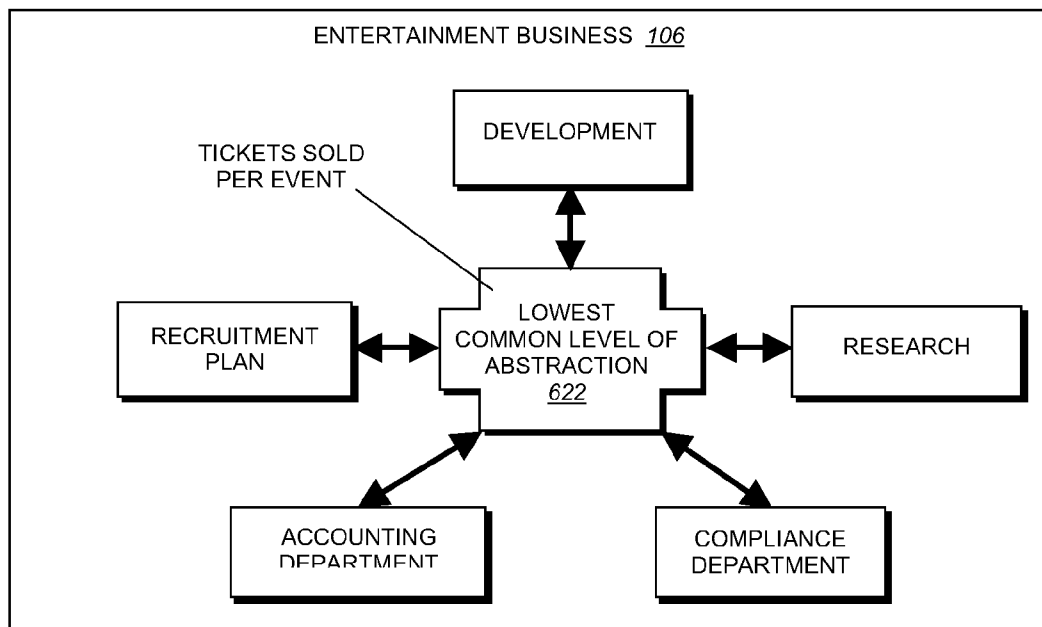 ENTERTAINMENT BUSINESS 106
DEVELOPMENT
TICKETS SOLD
PER EVENT
LOWEST
COMMON LEVEL OF
ABSTRACTION
622
RECRUITMENT
PLAN
RESEARCH
ACCOUNTING
DEPARTMENT
COMPLIANCE
DEPARTMENT